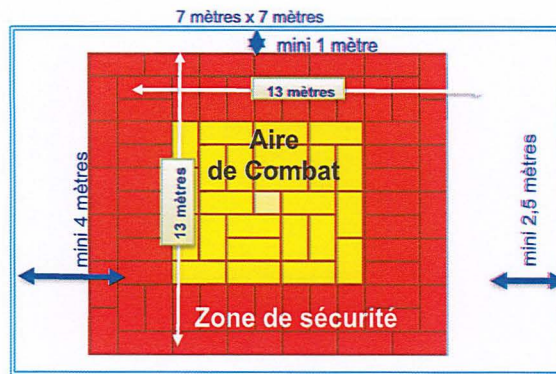 7 mètres x 7 mètres
mini 1 mètre
13 mètres
Aire
de Combat
mini 4 mètres
13 mètres
mini 2,5 mètres
Zone de sécurité